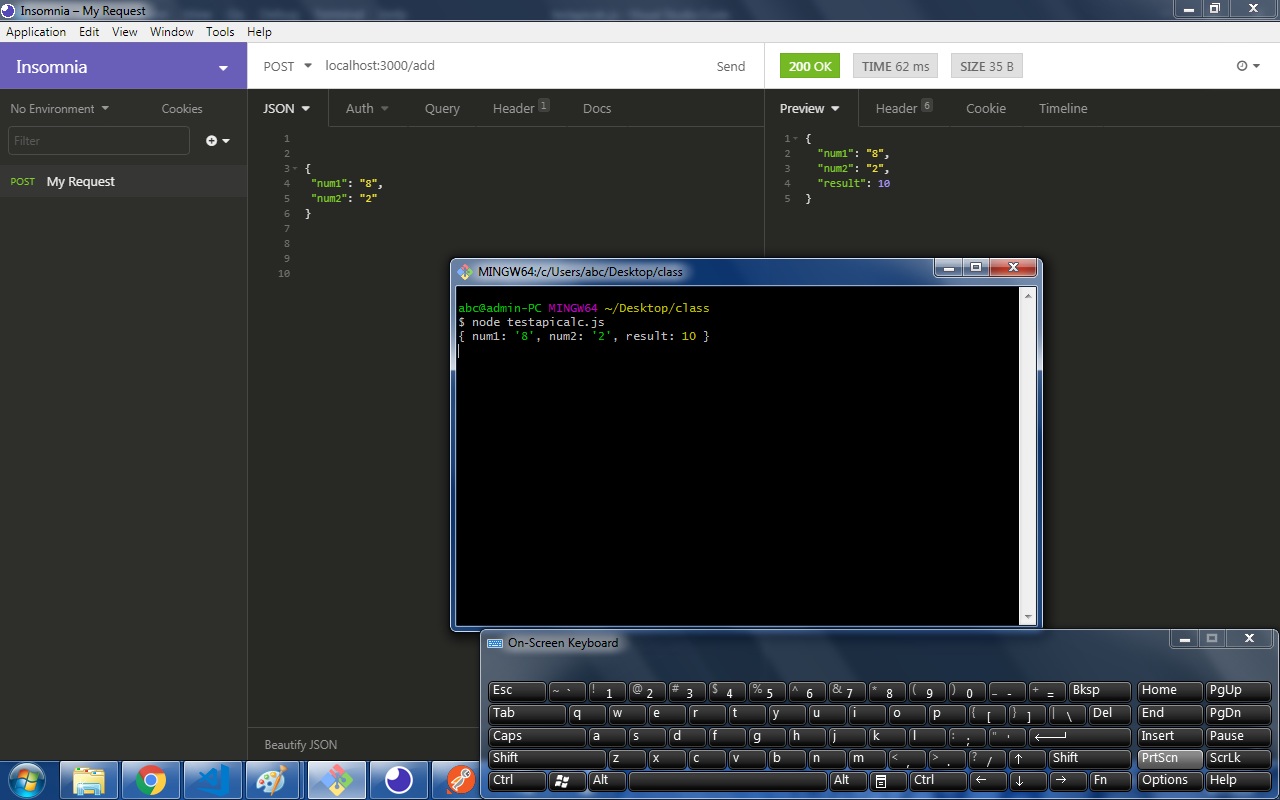 Insomnia – My Request
Application Edit View Window Tools Help
Insomnia
POST localhost:3000/add Send
200 OK TIME 62 ms SIZE 35 B
No Environment Cookies
JSON Auth Query Header 1 Docs
Preview Header 6 Cookie Timeline
Filter
POST My Request
1
2
3 {
4 "num1": "8",
5 "num2": "2"
6 }
7
8
9
10
1 {
2 "num1": "8",
3 "num2": "2",
4 "result": 10
5 }
MINGW64:/c/Users/abc/Desktop/class
abc@admin-PC MINGW64 ~/Desktop/class
$ node testapicalc.js
{ num1: '8', num2: '2', result: 10 }
Beautify JSON
On-Screen Keyboard
Esc ~ ` ! 1 @ 2 # 3 $ 4 % 5 ^ 6 & 7 * 8 ( 9 ) 0 _ - + = Bksp Home PgUp
Tab q w e r t y u i o p { [ } ] | \ Del End PgDn
Caps a s d f g h j k l : ; " ' Insert Pause
Shift z x c v b n m < , > . ? / ↑ Shift PrtScn ScrLk
Ctrl Alt Alt Ctrl ← ↓ → Fn Options Help